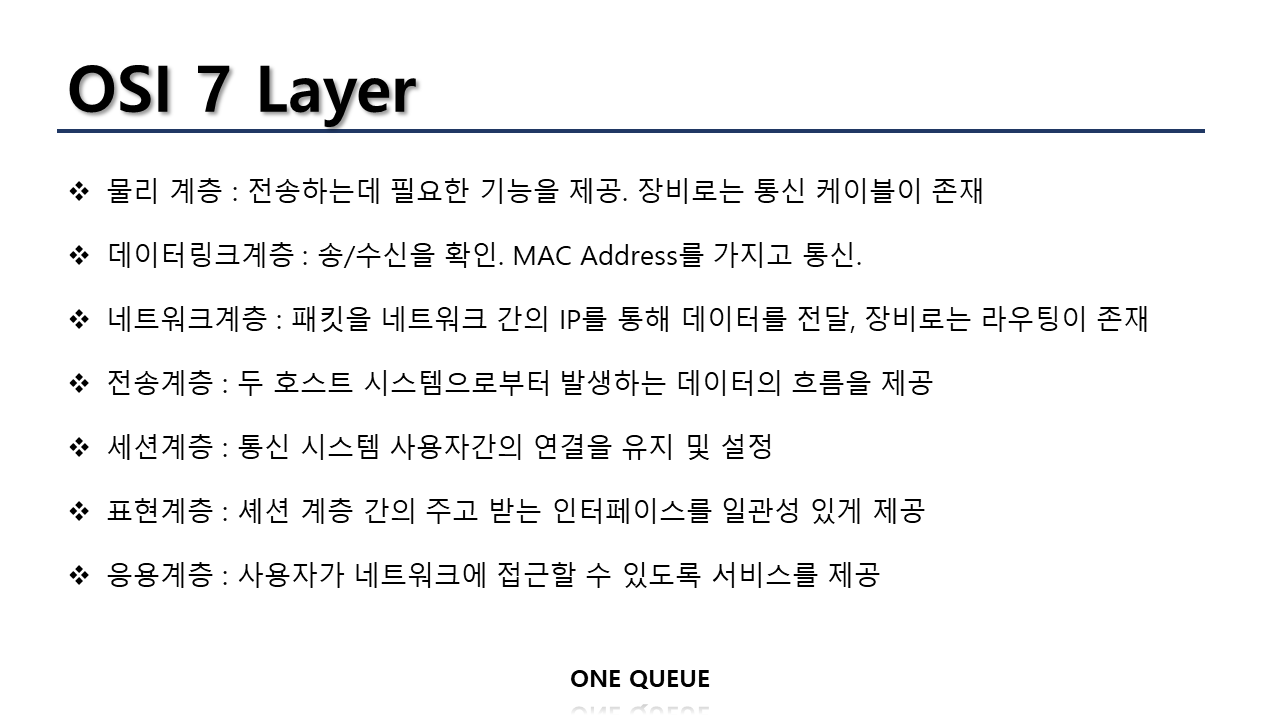 OSI 7 Layer
❖ 물리 계층 : 전송하는데 필요한 기능을 제공. 장비로는 통신 케이블이 존재
❖ 데이터링크계층 : 송/수신을 확인. MAC Address를 가지고 통신.
❖ 네트워크계층 : 패킷을 네트워크 간의 IP를 통해 데이터를 전달, 장비로는 라우팅이 존재
❖ 전송계층 : 두 호스트 시스템으로부터 발생하는 데이터의 흐름을 제공
❖ 세션계층 : 통신 시스템 사용자간의 연결을 유지 및 설정
❖ 표현계층 : 셰션 계층 간의 주고 받는 인터페이스를 일관성 있게 제공
❖ 응용계층 : 사용자가 네트워크에 접근할 수 있도록 서비스를 제공
ONE QUEUE